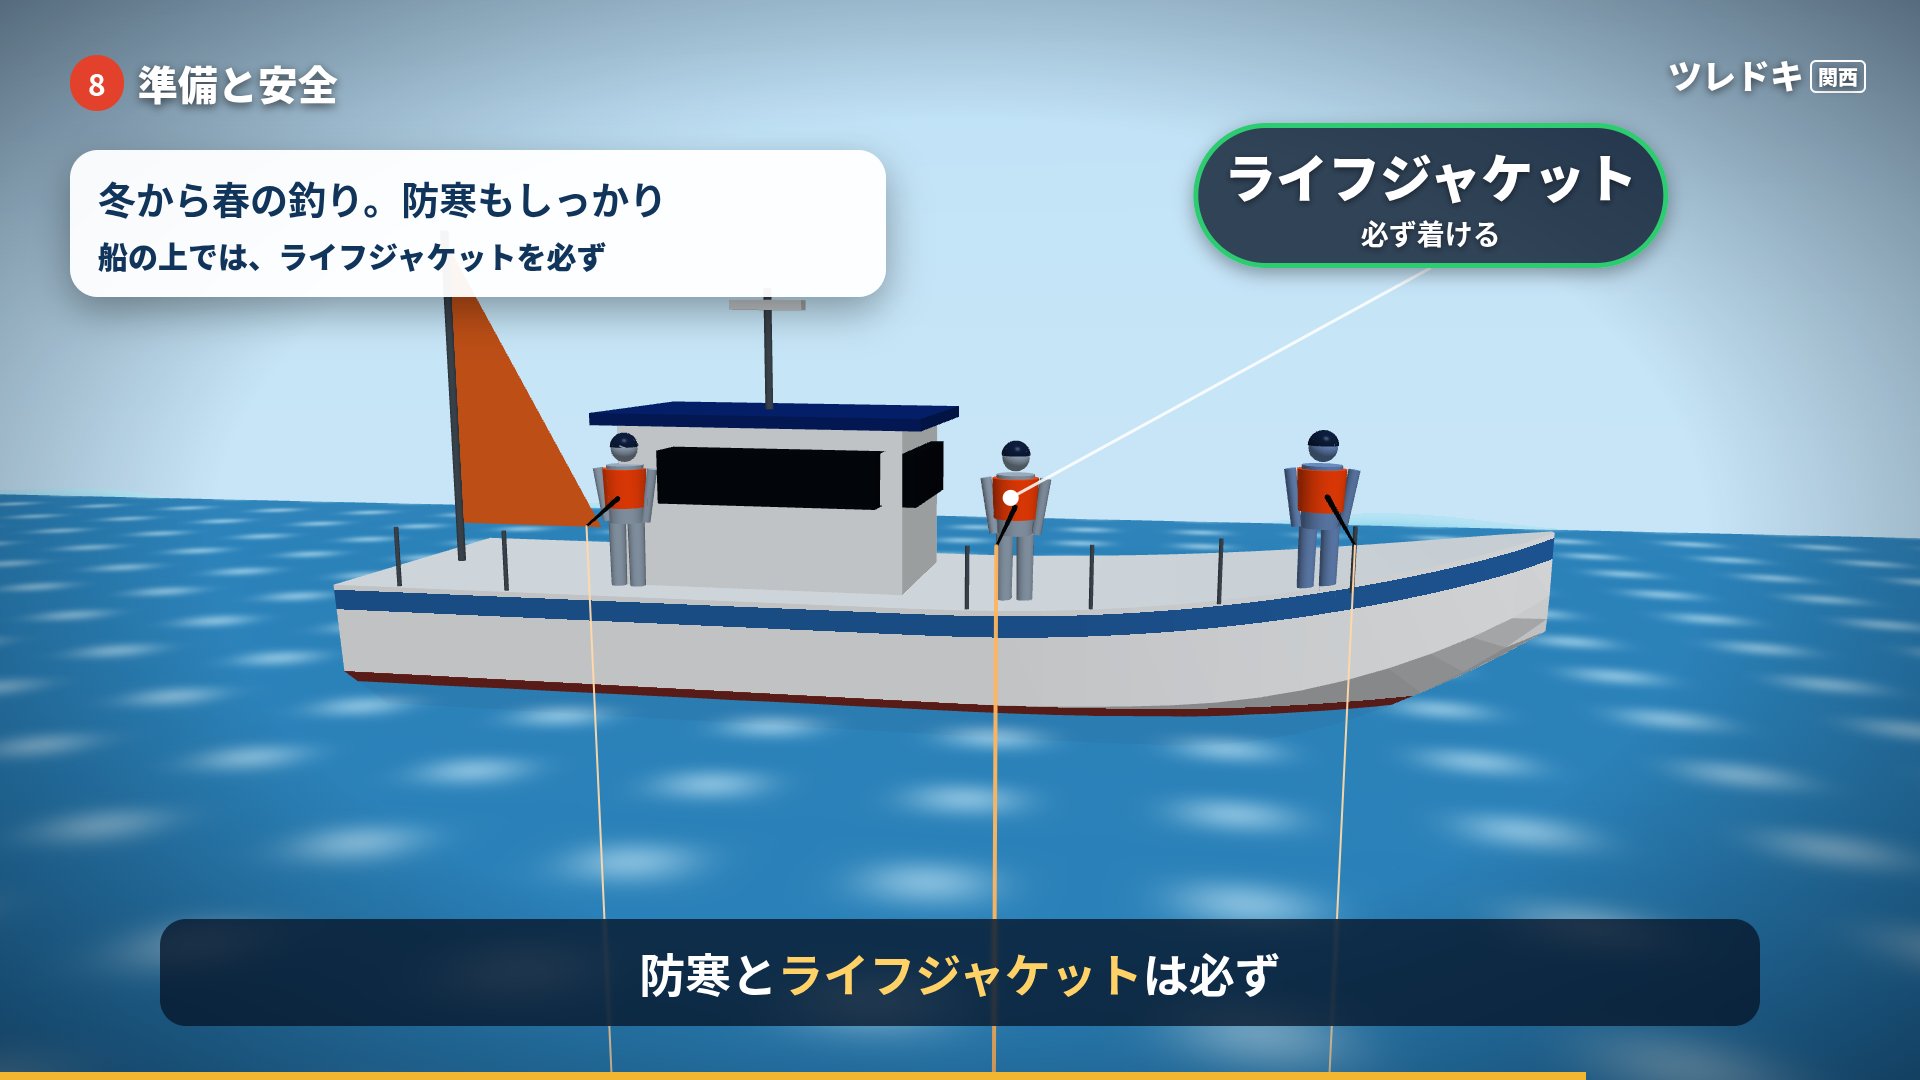 8 準備と安全
ツレドキ 関西
冬から春の釣り。防寒もしっかり
船の上では、ライフジャケットを必ず
ライフジャケット
必ず着ける
防寒とライフジャケットは必ず